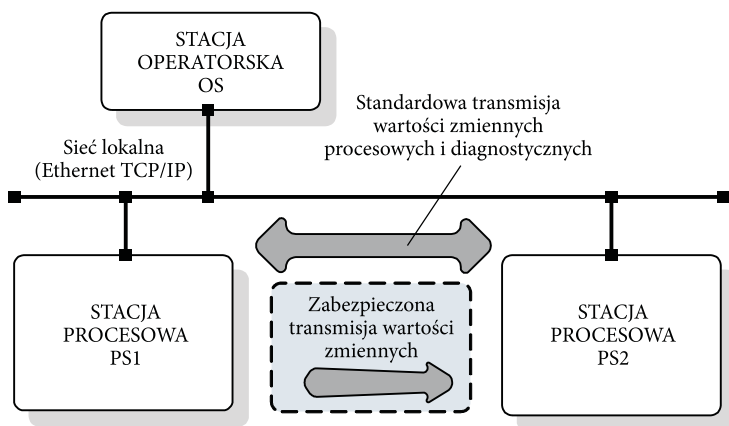 STACJA
OPERATORSKA
OS
Standardowa transmisja
wartości zmiennych
procesowych i diagnostycznych
Sieć lokalna
(Ethernet TCP/IP)
STACJA
PROCESOWA
PS1
Zabezpieczona
transmisja wartości
zmiennych
STACJA
PROCESOWA
PS2